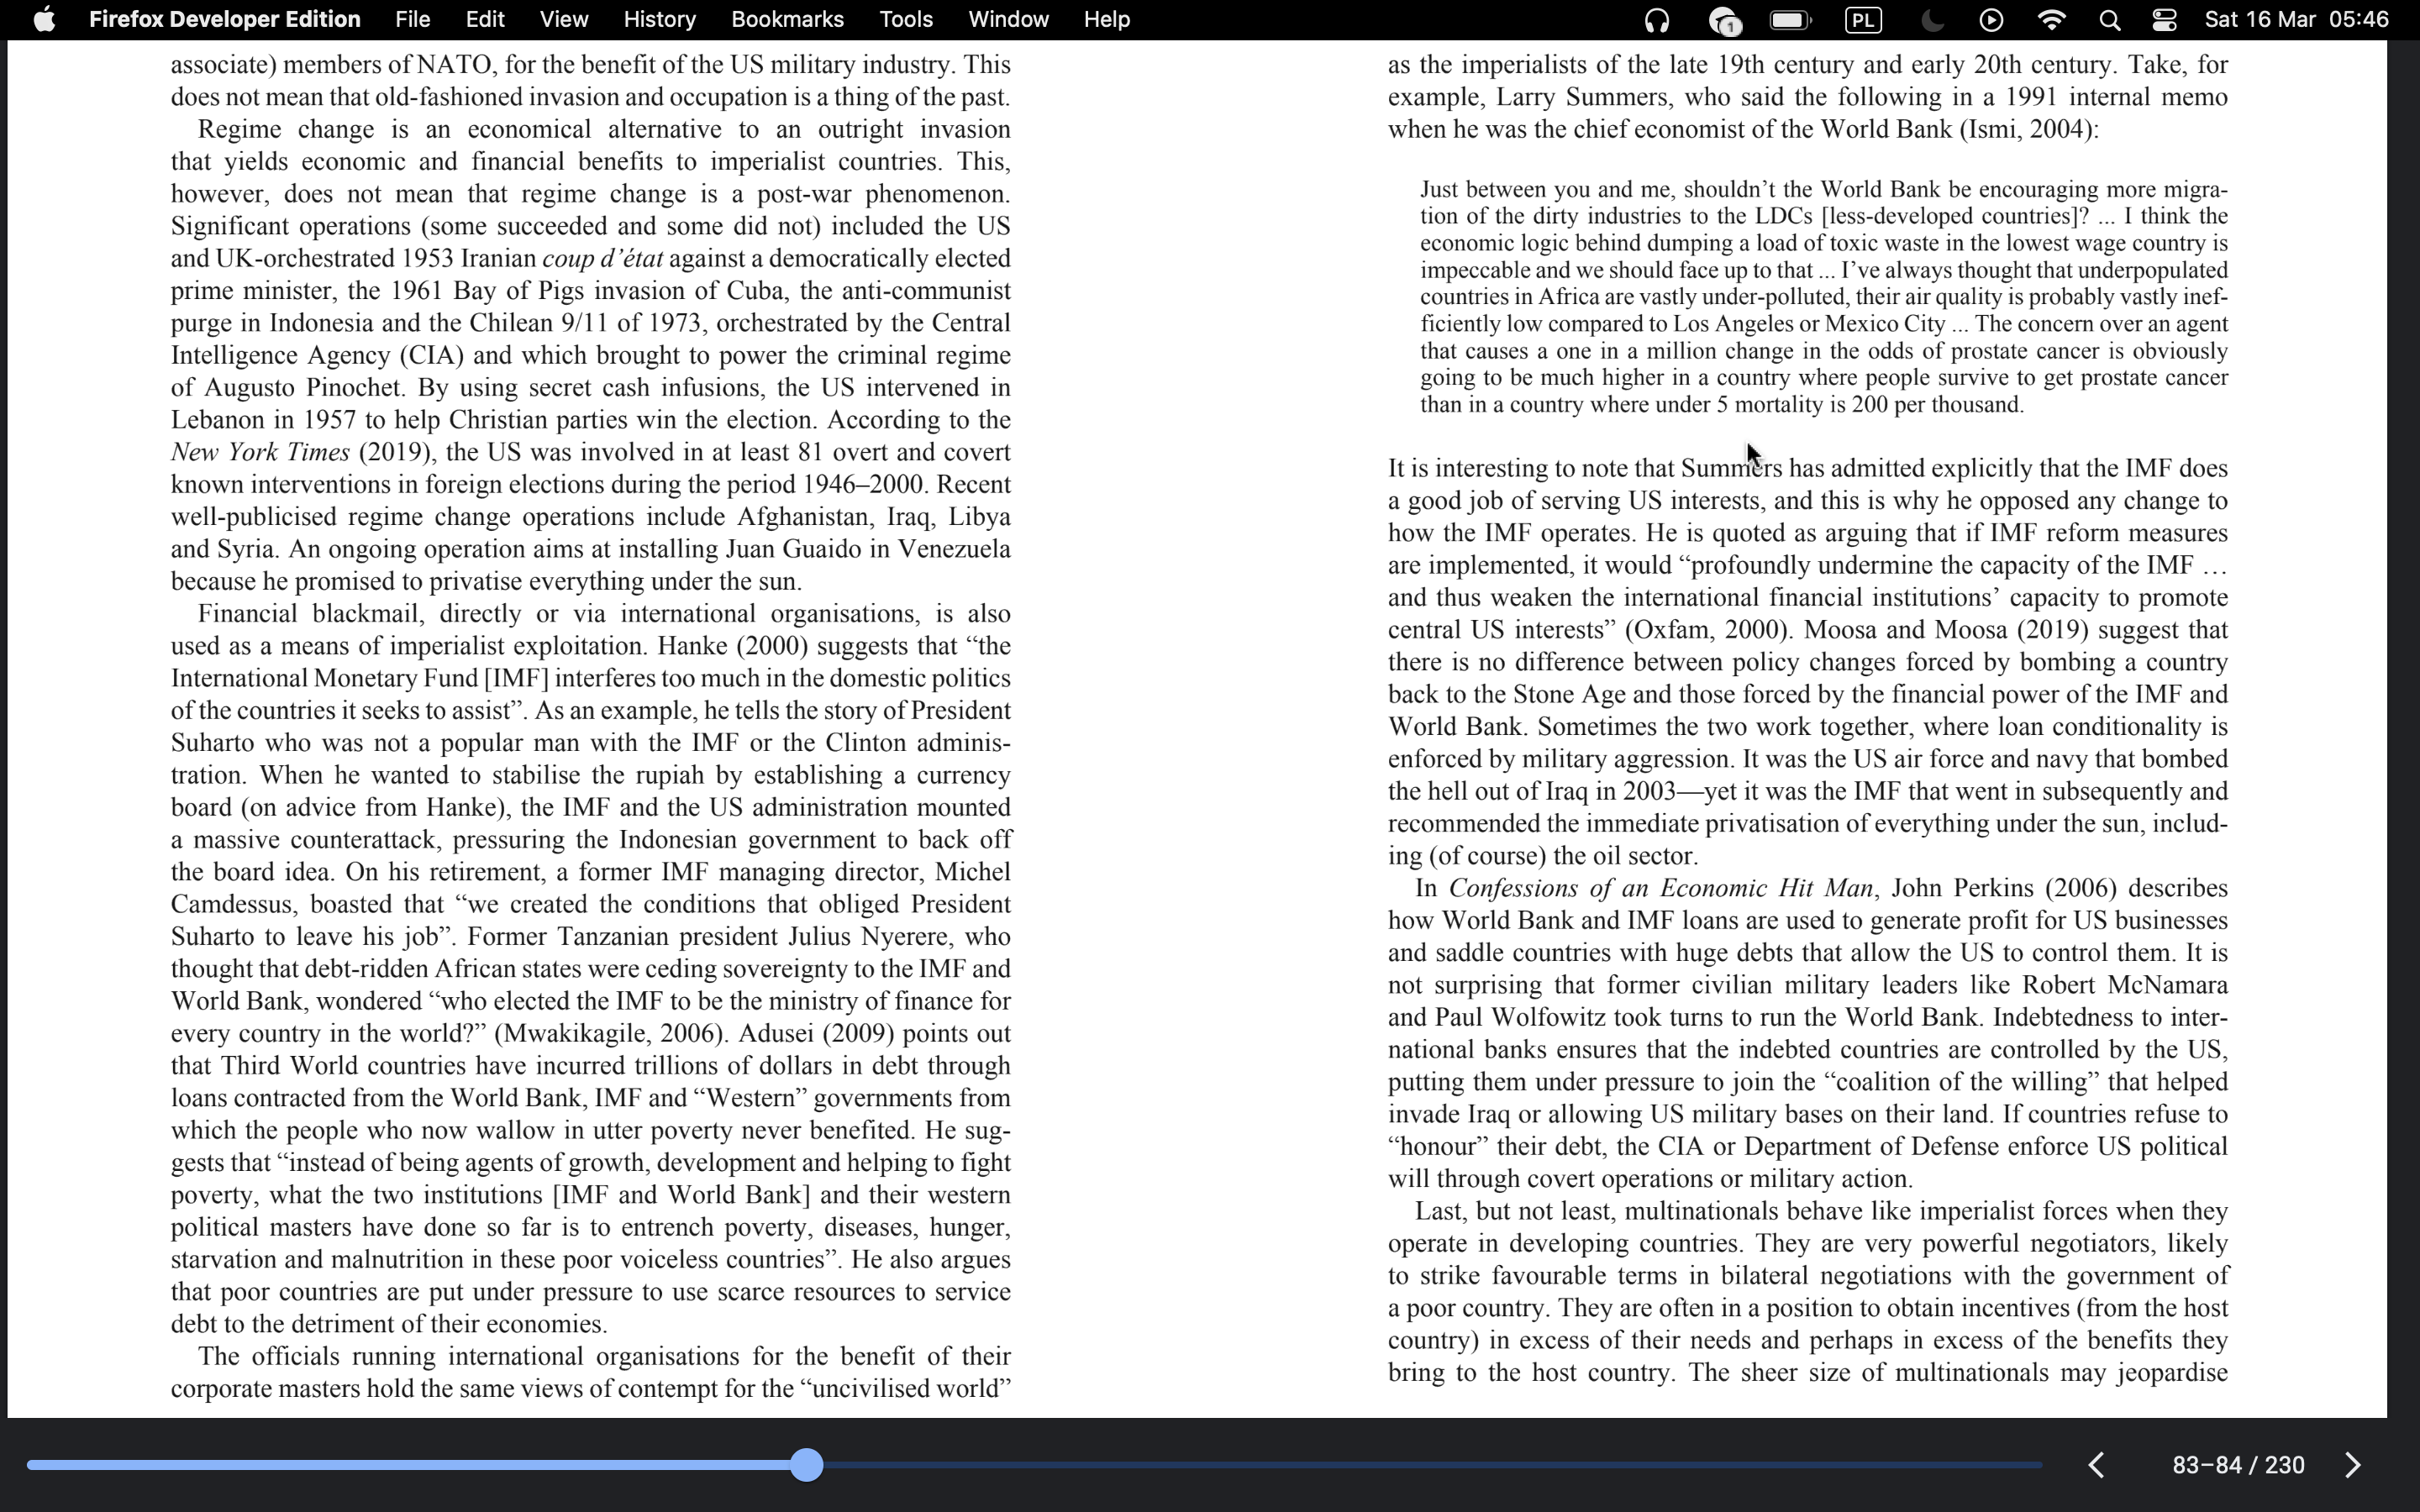 Firefox Developer Edition File Edit View History Bookmarks Tools Window Help 1 PL Sat 16 Mar 05:46
associate) members of NATO, for the benefit of the US military industry. This
does not mean that old-fashioned invasion and occupation is a thing of the past.
Regime change is an economical alternative to an outright invasion
that yields economic and financial benefits to imperialist countries. This,
however, does not mean that regime change is a post-war phenomenon.
Significant operations (some succeeded and some did not) included the US
and UK-orchestrated 1953 Iranian coup d’état against a democratically elected
prime minister, the 1961 Bay of Pigs invasion of Cuba, the anti-communist
purge in Indonesia and the Chilean 9/11 of 1973, orchestrated by the Central
Intelligence Agency (CIA) and which brought to power the criminal regime
of Augusto Pinochet. By using secret cash infusions, the US intervened in
Lebanon in 1957 to help Christian parties win the election. According to the
New York Times (2019), the US was involved in at least 81 overt and covert
known interventions in foreign elections during the period 1946–2000. Recent
well-publicised regime change operations include Afghanistan, Iraq, Libya
and Syria. An ongoing operation aims at installing Juan Guaido in Venezuela
because he promised to privatise everything under the sun.
Financial blackmail, directly or via international organisations, is also
used as a means of imperialist exploitation. Hanke (2000) suggests that “the
International Monetary Fund [IMF] interferes too much in the domestic politics
of the countries it seeks to assist”. As an example, he tells the story of President
Suharto who was not a popular man with the IMF or the Clinton adminis-
tration. When he wanted to stabilise the rupiah by establishing a currency
board (on advice from Hanke), the IMF and the US administration mounted
a massive counterattack, pressuring the Indonesian government to back off
the board idea. On his retirement, a former IMF managing director, Michel
Camdessus, boasted that “we created the conditions that obliged President
Suharto to leave his job”. Former Tanzanian president Julius Nyerere, who
thought that debt-ridden African states were ceding sovereignty to the IMF and
World Bank, wondered “who elected the IMF to be the ministry of finance for
every country in the world?” (Mwakikagile, 2006). Adusei (2009) points out
that Third World countries have incurred trillions of dollars in debt through
loans contracted from the World Bank, IMF and “Western” governments from
which the people who now wallow in utter poverty never benefited. He sug-
gests that “instead of being agents of growth, development and helping to fight
poverty, what the two institutions [IMF and World Bank] and their western
political masters have done so far is to entrench poverty, diseases, hunger,
starvation and malnutrition in these poor voiceless countries”. He also argues
that poor countries are put under pressure to use scarce resources to service
debt to the detriment of their economies.
The officials running international organisations for the benefit of their
corporate masters hold the same views of contempt for the “uncivilised world”
as the imperialists of the late 19th century and early 20th century. Take, for
example, Larry Summers, who said the following in a 1991 internal memo
when he was the chief economist of the World Bank (Ismi, 2004):
Just between you and me, shouldn’t the World Bank be encouraging more migra-
tion of the dirty industries to the LDCs [less-developed countries]? ... I think the
economic logic behind dumping a load of toxic waste in the lowest wage country is
impeccable and we should face up to that ... I’ve always thought that underpopulated
countries in Africa are vastly under-polluted, their air quality is probably vastly inef-
ficiently low compared to Los Angeles or Mexico City ... The concern over an agent
that causes a one in a million change in the odds of prostate cancer is obviously
going to be much higher in a country where people survive to get prostate cancer
than in a country where under 5 mortality is 200 per thousand.
It is interesting to note that Summers has admitted explicitly that the IMF does
a good job of serving US interests, and this is why he opposed any change to
how the IMF operates. He is quoted as arguing that if IMF reform measures
are implemented, it would “profoundly undermine the capacity of the IMF …
and thus weaken the international financial institutions’ capacity to promote
central US interests” (Oxfam, 2000). Moosa and Moosa (2019) suggest that
there is no difference between policy changes forced by bombing a country
back to the Stone Age and those forced by the financial power of the IMF and
World Bank. Sometimes the two work together, where loan conditionality is
enforced by military aggression. It was the US air force and navy that bombed
the hell out of Iraq in 2003—yet it was the IMF that went in subsequently and
recommended the immediate privatisation of everything under the sun, includ-
ing (of course) the oil sector.
In Confessions of an Economic Hit Man, John Perkins (2006) describes
how World Bank and IMF loans are used to generate profit for US businesses
and saddle countries with huge debts that allow the US to control them. It is
not surprising that former civilian military leaders like Robert McNamara
and Paul Wolfowitz took turns to run the World Bank. Indebtedness to inter-
national banks ensures that the indebted countries are controlled by the US,
putting them under pressure to join the “coalition of the willing” that helped
invade Iraq or allowing US military bases on their land. If countries refuse to
“honour” their debt, the CIA or Department of Defense enforce US political
will through covert operations or military action.
Last, but not least, multinationals behave like imperialist forces when they
operate in developing countries. They are very powerful negotiators, likely
to strike favourable terms in bilateral negotiations with the government of
a poor country. They are often in a position to obtain incentives (from the host
country) in excess of their needs and perhaps in excess of the benefits they
bring to the host country. The sheer size of multinationals may jeopardise
83–84 / 230